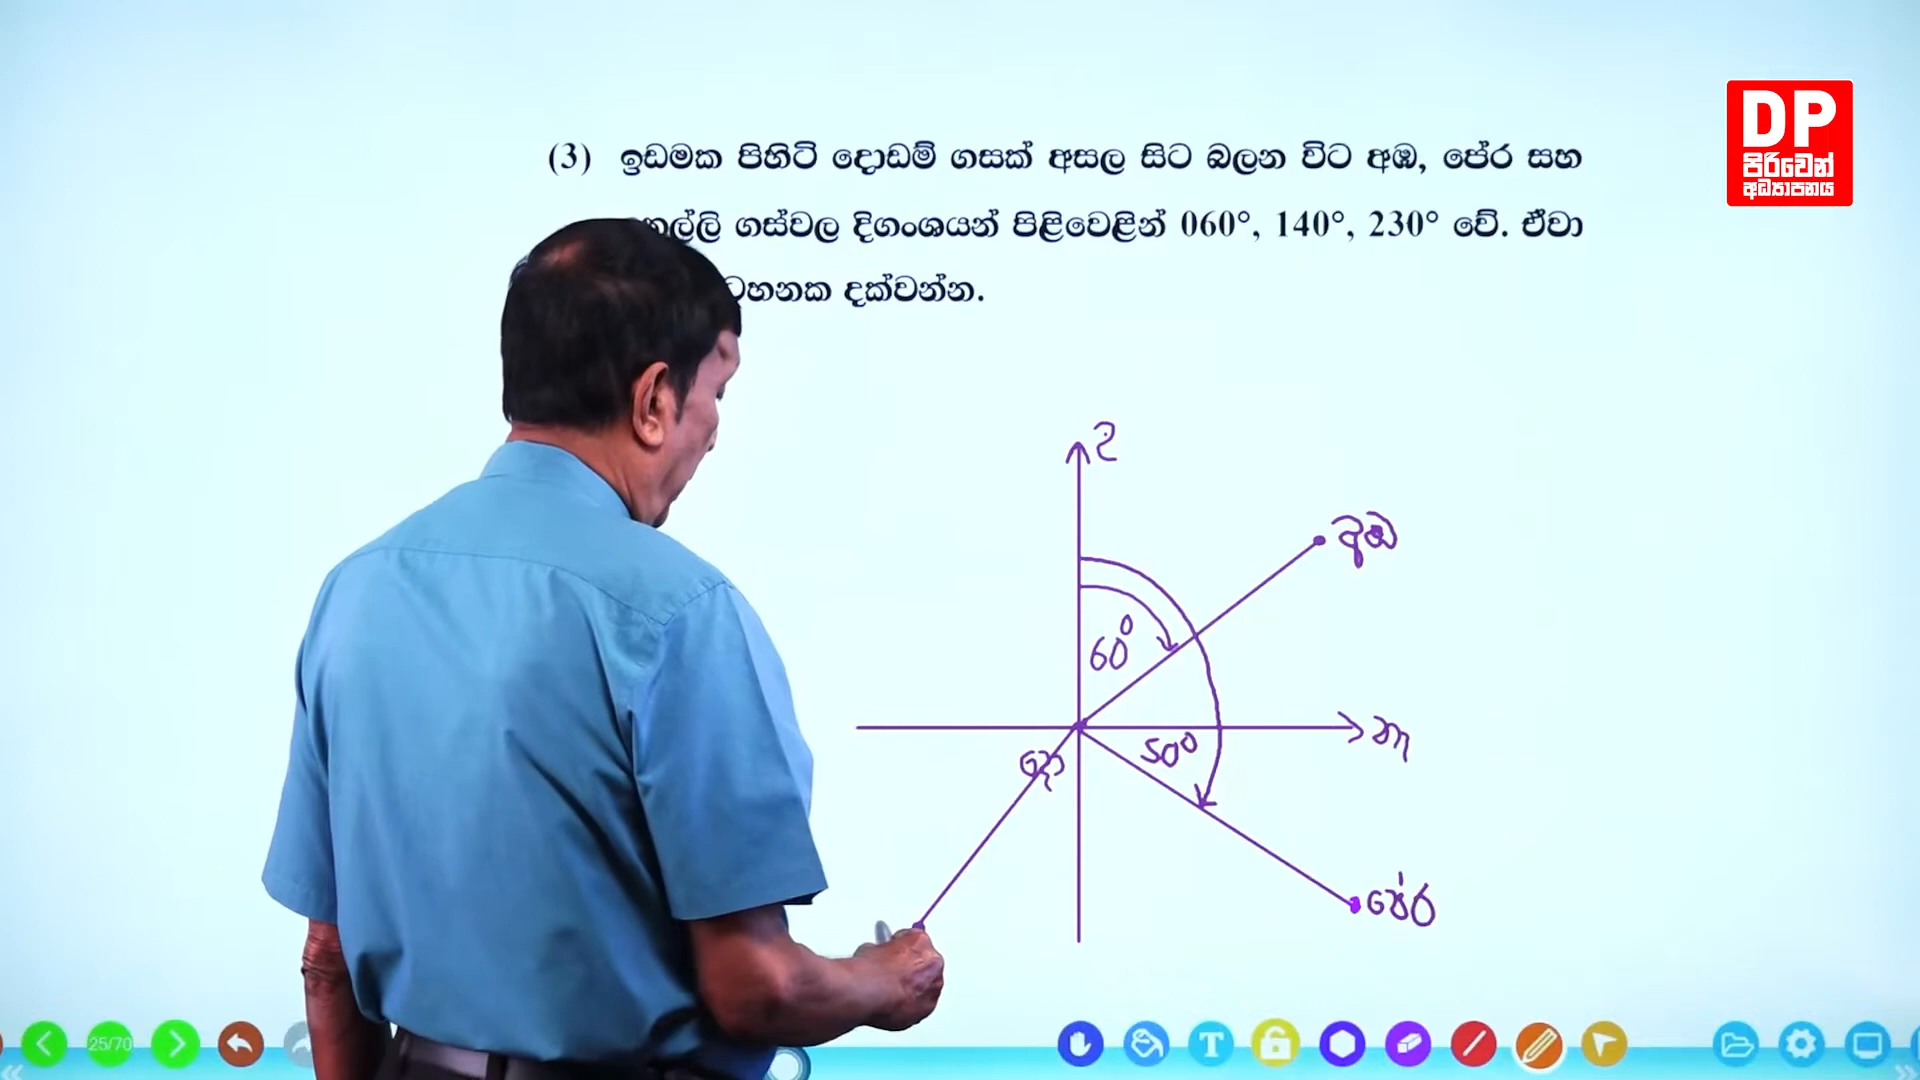 DP
පිරිවෙන්
අධ්‍යාපනය
(3) ඉඩමක පිහිටි දොඩම් ගසක් අසල සිට බලන විට අඹ, පේර සහ
ගස්වල දිගංශයන් පිළිවෙළින් 060°, 140°, 230° වේ. ඒවා
දක්වන්න.
උ
අඹ
60°
නැ
50°
දො
පේර
25/70
T